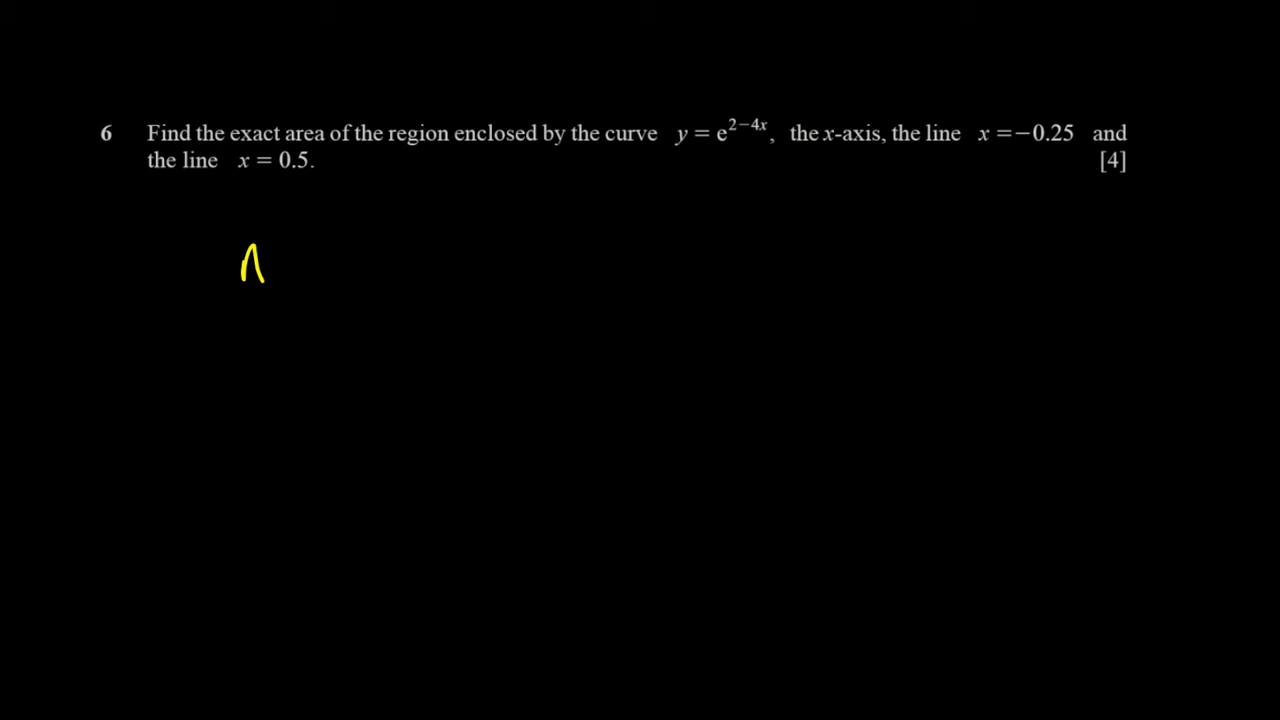 6 Find the exact area of the region enclosed by the curve y = e^{2−4x}, the x-axis, the line x = −0.25 and
the line x = 0.5. [4]